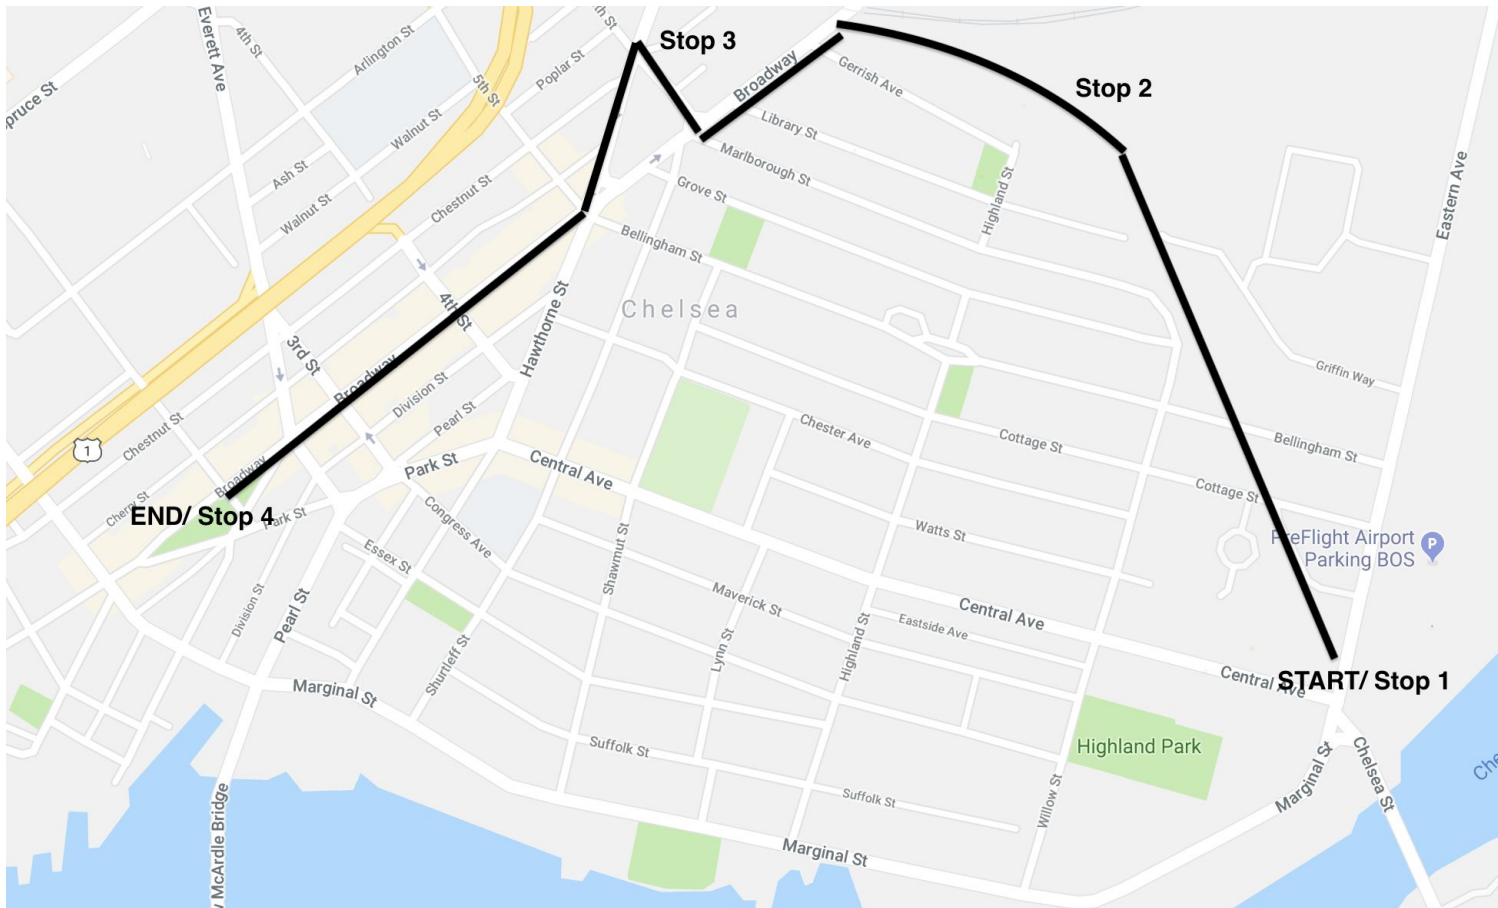 Everett Ave
4th St
Arlington St
5th St
Poplar St
Stop 3
Broadway
Gerrish Ave
Stop 2
Walnut St
Library St
Marlborough St
Ash St
Walnut St
Chestnut St
Grove St
Highland St
Eastern Ave
Bellingham St
Chelsea
4th St
Hawthorne St
3rd St
Broadway
Division St
Pearl St
Griffin Way
Chestnut St
1
Chester Ave
Cottage St
Bellingham St
Park St
Central Ave
Broadway
Cherry St
END/ Stop 4
Park St
Congress Ave
Cottage St
Watts St
PreFlight Airport
Parking BOS
P
Essex St
Shawmut St
Division St
Pearl St
Maverick St
Central Ave
Eastside Ave
Highland St
Lynn St
Shurtleff St
Marginal St
Central Ave
START/ Stop 1
Suffolk St
Highland Park
Suffolk St
Willow St
Marginal St
Chelsea St
McArdle Bridge
Marginal St